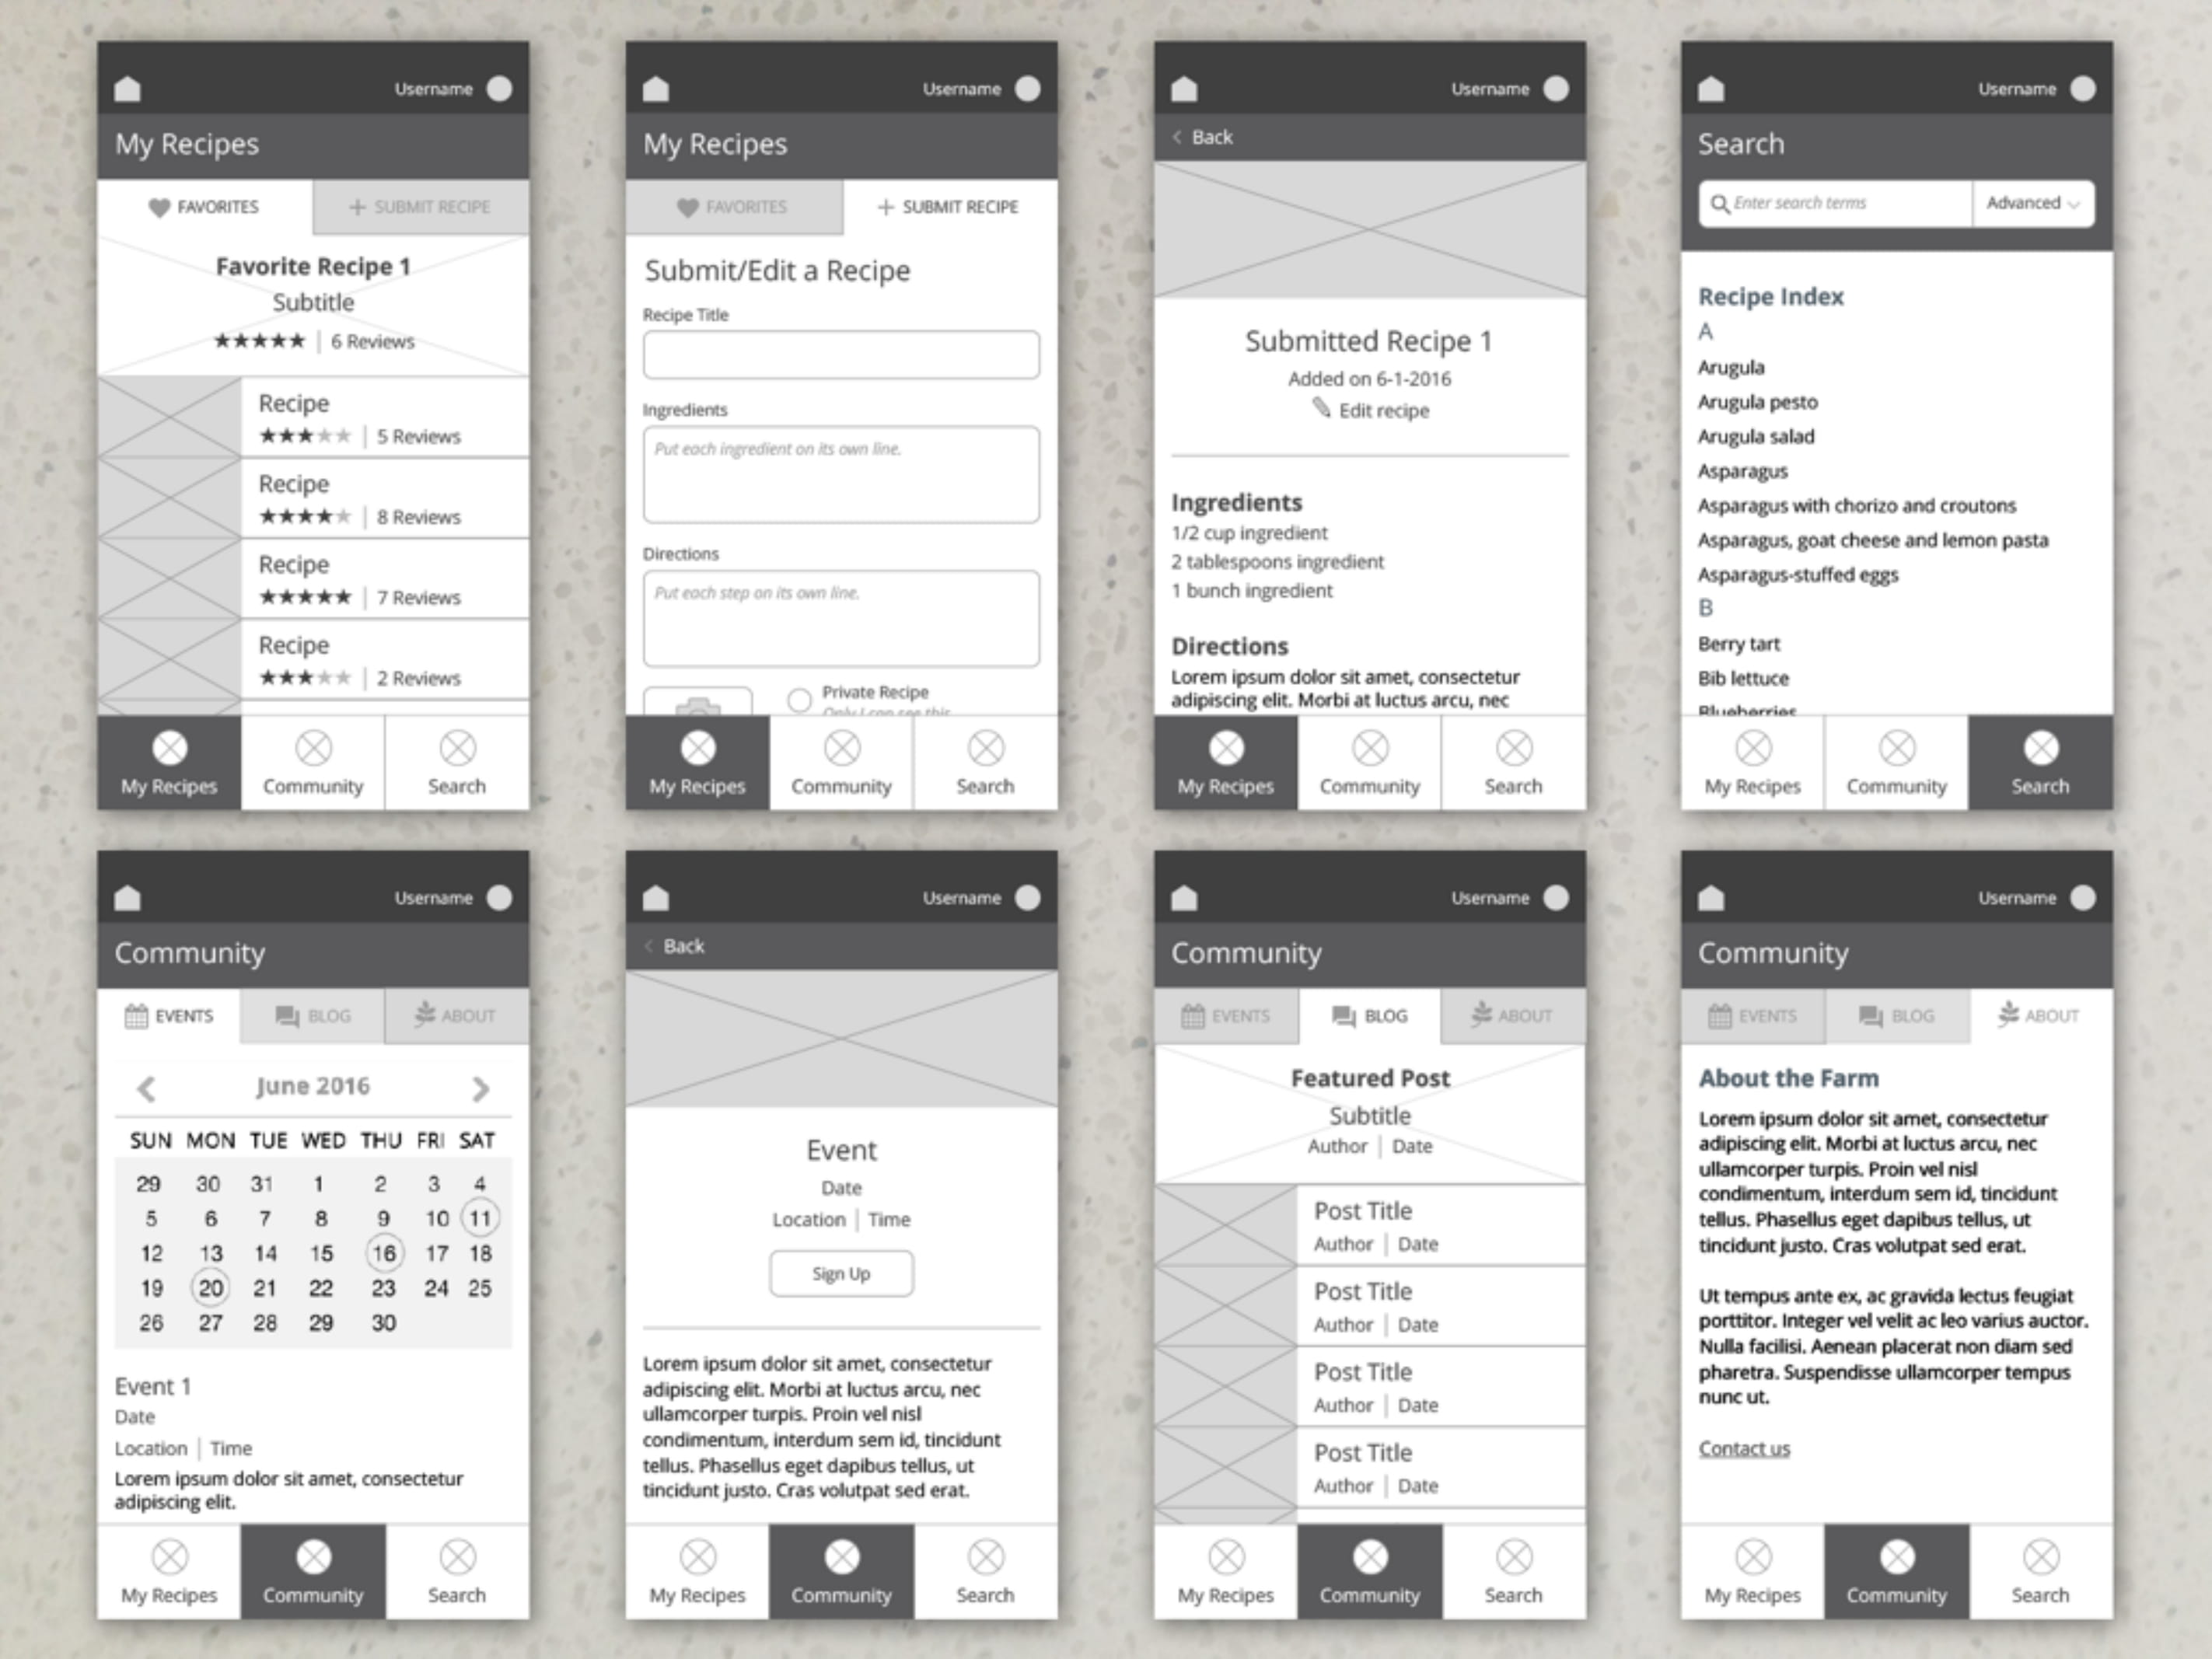 Username
My Recipes
FAVORITES
SUBMIT RECIPE
Favorite Recipe 1
Subtitle
6 Reviews
Recipe
5 Reviews
Recipe
8 Reviews
Recipe
7 Reviews
Recipe
2 Reviews
My Recipes
Community
Search
Username
My Recipes
FAVORITES
SUBMIT RECIPE
Submit/Edit a Recipe
Recipe Title
Ingredients
Put each ingredient on its own line.
Directions
Put each step on its own line.
Private Recipe
Only I can see this
My Recipes
Community
Search
Username
Back
Submitted Recipe 1
Added on 6-1-2016
Edit recipe
Ingredients
1/2 cup ingredient
2 tablespoons ingredient
1 bunch ingredient
Directions
Lorem ipsum dolor sit amet, consectetur
adipiscing elit. Morbi at luctus arcu, nec
My Recipes
Community
Search
Username
Search
Enter search terms
Advanced
Recipe Index
A
Arugula
Arugula pesto
Arugula salad
Asparagus
Asparagus with chorizo and croutons
Asparagus, goat cheese and lemon pasta
Asparagus-stuffed eggs
B
Berry tart
Bib lettuce
Blueberries
My Recipes
Community
Search
Username
Community
EVENTS
BLOG
ABOUT
June 2016
SUN MON TUE WED THU FRI SAT
29 30 31 1 2 3 4
5 6 7 8 9 10 11
12 13 14 15 16 17 18
19 20 21 22 23 24 25
26 27 28 29 30
Event 1
Date
Location | Time
Lorem ipsum dolor sit amet, consectetur
adipiscing elit.
My Recipes
Community
Search
Username
Back
Event
Date
Location | Time
Sign Up
Lorem ipsum dolor sit amet, consectetur
adipiscing elit. Morbi at luctus arcu, nec
ullamcorper turpis. Proin vel nisl
condimentum, interdum sem id, tincidunt
tellus. Phasellus eget dapibus tellus, ut
tincidunt justo. Cras volutpat sed erat.
My Recipes
Community
Search
Username
Community
EVENTS
BLOG
ABOUT
Featured Post
Subtitle
Author | Date
Post Title
Author | Date
Post Title
Author | Date
Post Title
Author | Date
Post Title
Author | Date
My Recipes
Community
Search
Username
Community
EVENTS
BLOG
ABOUT
About the Farm
Lorem ipsum dolor sit amet, consectetur
adipiscing elit. Morbi at luctus arcu, nec
ullamcorper turpis. Proin vel nisl
condimentum, interdum sem id, tincidunt
tellus. Phasellus eget dapibus tellus, ut
tincidunt justo. Cras volutpat sed erat.
Ut tempus ante ex, ac gravida lectus feugiat
porttitor. Integer vel velit ac leo varius auctor.
Nulla facilisi. Aenean placerat non diam sed
pharetra. Suspendisse ullamcorper tempus
nunc ut.
Contact us
My Recipes
Community
Search